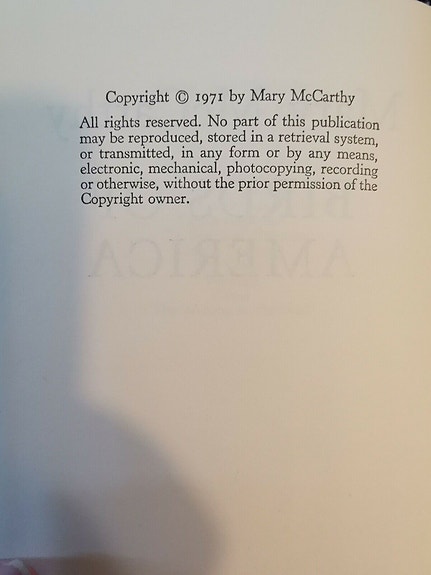 Copyright © 1971 by Mary McCarthy
All rights reserved. No part of this publication
may be reproduced, stored in a retrieval system,
or transmitted, in any form or by any means,
electronic, mechanical, photocopying, recording
or otherwise, without the prior permission of the
Copyright owner.
AMERICA